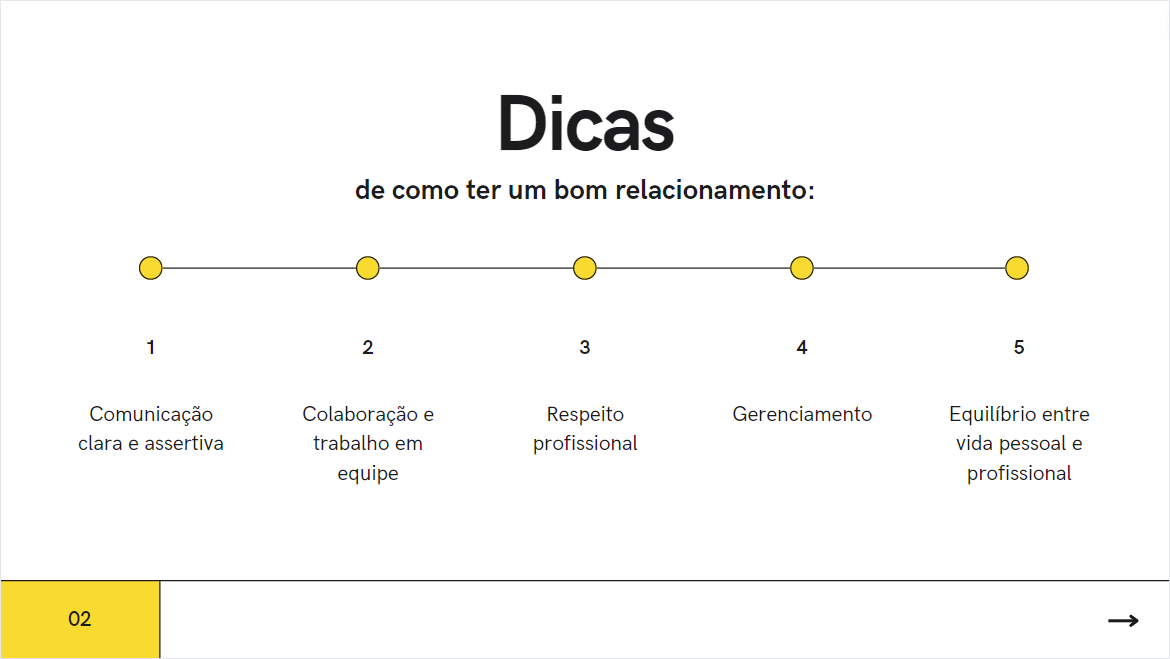 Dicas
de como ter um bom relacionamento:
1
Comunicação
clara e assertiva
2
Colaboração e
trabalho em
equipe
3
Respeito
profissional
4
Gerenciamento
5
Equilíbrio entre
vida pessoal e
profissional
02